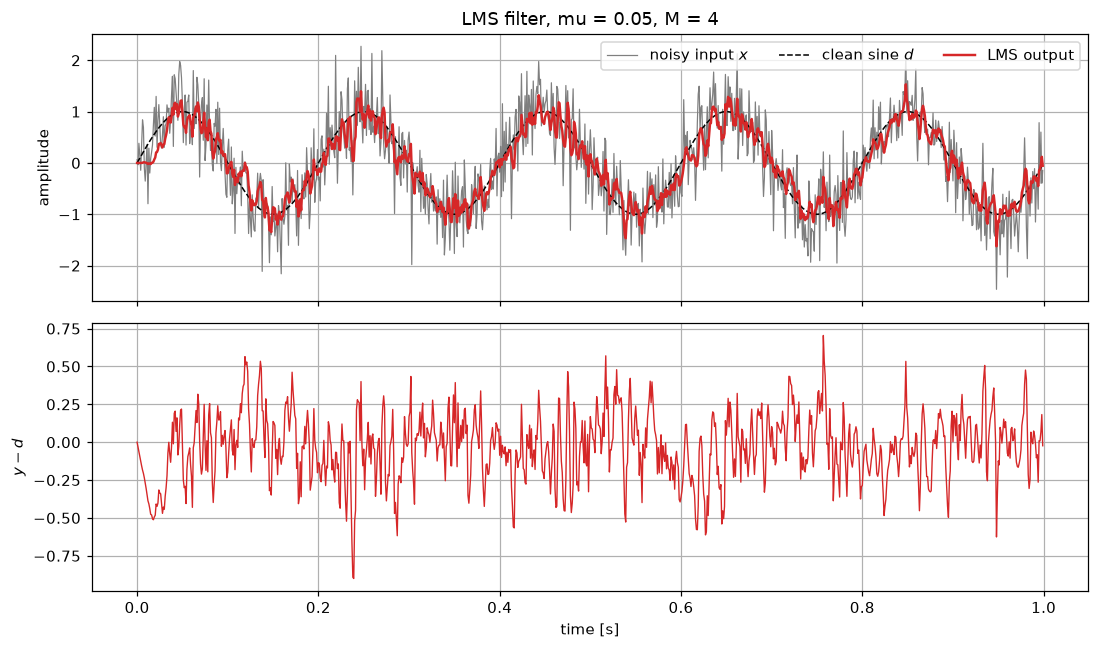 LMS filter, mu = 0.05, M = 4
noisy input x
clean sine d
LMS output
amplitude
2
1
0
−1
−2
y − d
0.75
0.50
0.25
0.00
−0.25
−0.50
−0.75
0.0 0.2 0.4 0.6 0.8 1.0
time [s]